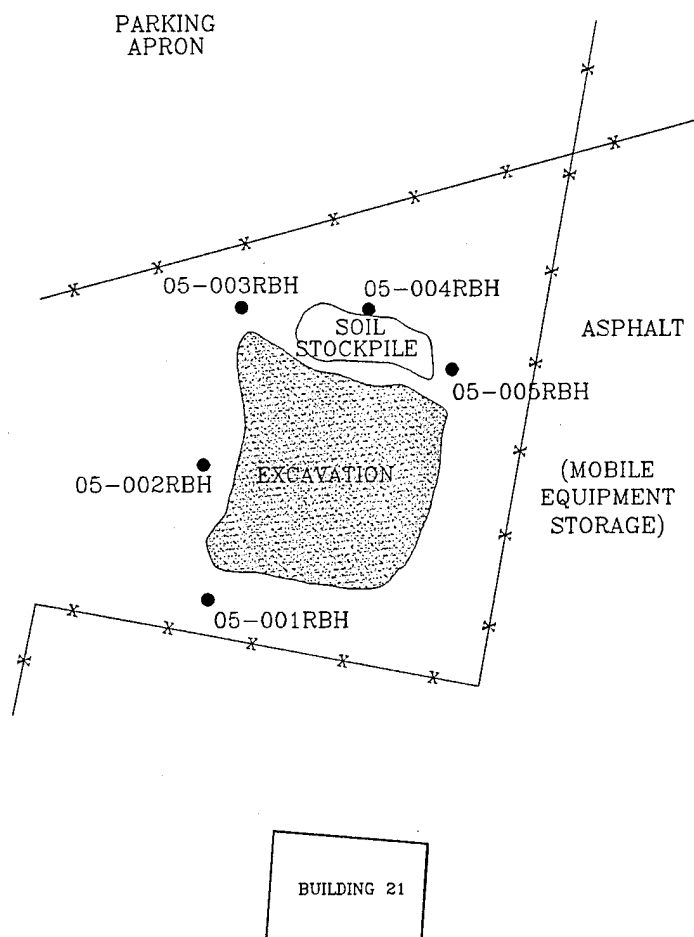 PARKING
APRON
05-003RBH
05-004RBH
SOIL
STOCKPILE
ASPHALT
05-005RBH
EXCAVATION
05-002RBH
(MOBILE
EQUIPMENT
STORAGE)
05-001RBH
BUILDING 21